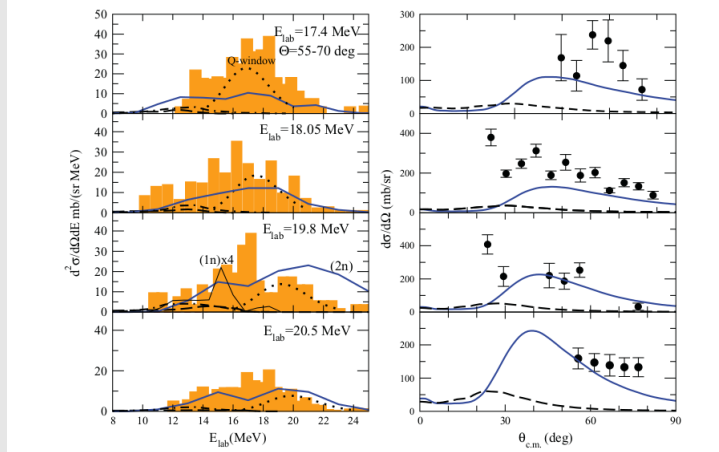 50
40
30
20
10
0
E_lab=17.4 MeV
Θ=55-70 deg
Q-window
40
30
20
10
0
E_lab=18.05 MeV
40
30
20
10
0
E_lab=19.8 MeV
(1n)x4
(2n)
40
20
0
E_lab=20.5 MeV
8 10 12 14 16 18 20 22 24
E_lab(MeV)
d²σ/dΩdE mb/(sr MeV)
300
200
100
0
400
200
0
400
200
0
200
100
0
0 30 60 90
θ_c.m. (deg)
dσ/dΩ (mb/sr)